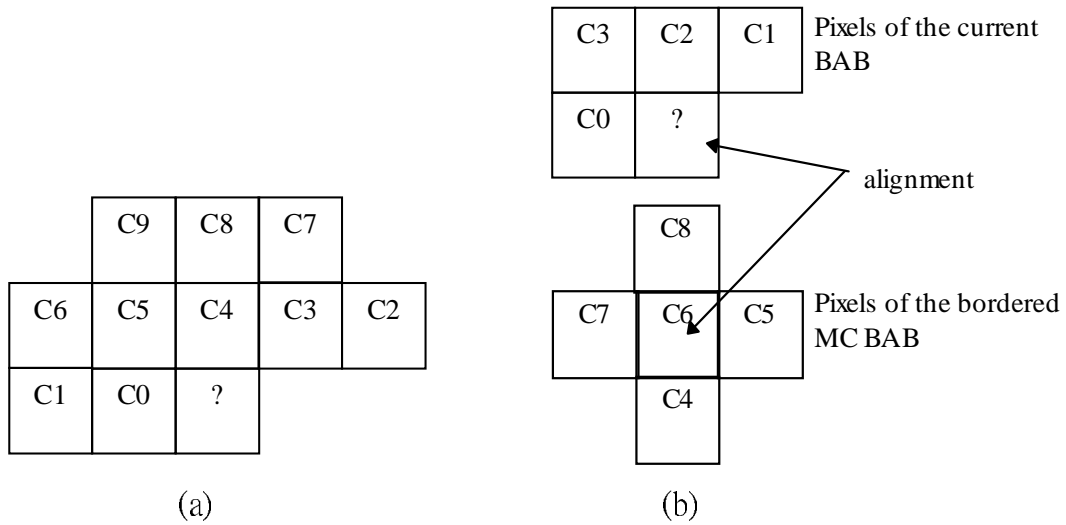 C9 C8 C7
C6 C5 C4 C3 C2
C1 C0 ?
(a)
C3 C2 C1
C0 ?
Pixels of the current
BAB
alignment
C8
C7 C6 C5
C4
Pixels of the bordered
MC BAB
(b)